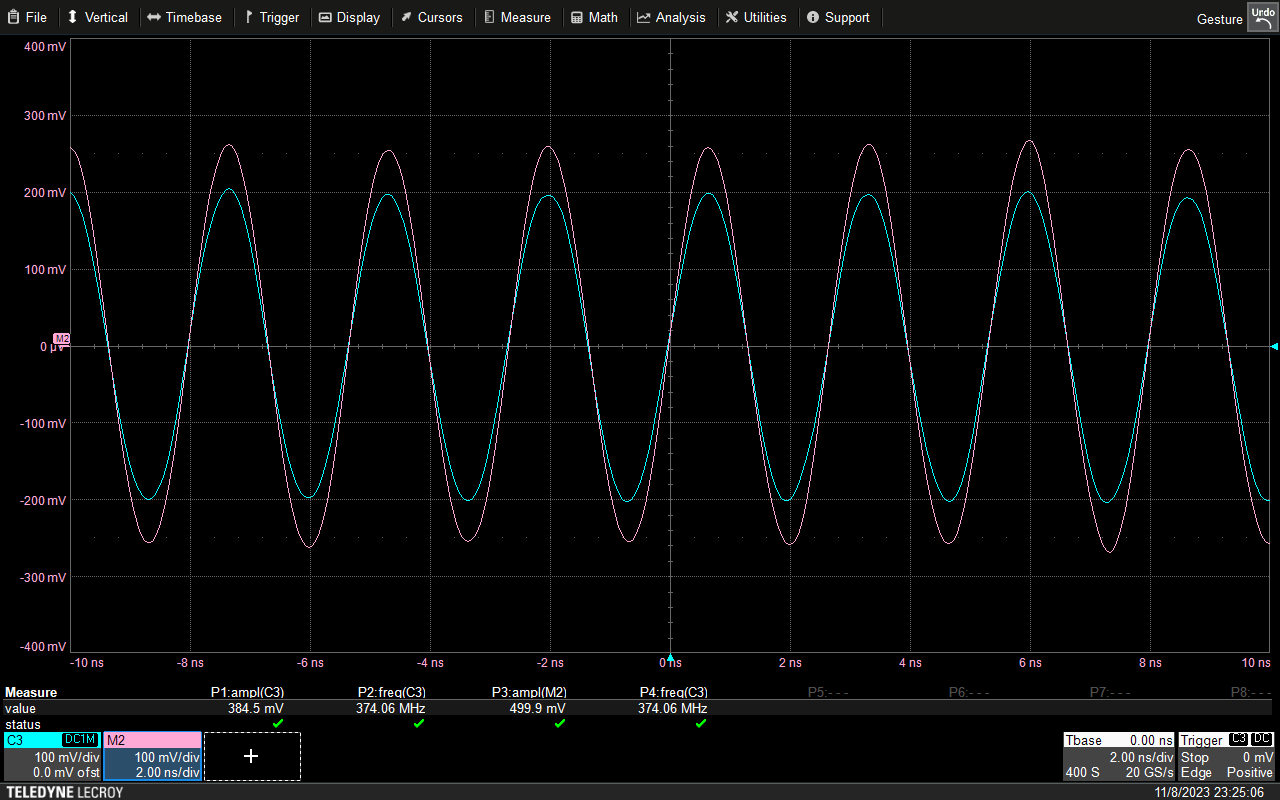 File Vertical Timebase Trigger Display Cursors Measure Math Analysis Utilities Support Gesture Undo
400 mV
300 mV
200 mV
100 mV
M2
0 µV
-100 mV
-200 mV
-300 mV
-400 mV
-10 ns -8 ns -6 ns -4 ns -2 ns 0 ns 2 ns 4 ns 6 ns 8 ns 10 ns
Measure P1:ampl(C3) P2:freq(C3) P3:ampl(M2) P4:freq(C3) P5:- - - P6:- - - P7:- - - P8:- - -
value 384.5 mV 374.06 MHz 499.9 mV 374.06 MHz
status
C3 DC1M M2 Tbase 0.00 ns Trigger C3 DC
100 mV/div 100 mV/div 2.00 ns/div Stop 0 mV
0.0 mV ofst 2.00 ns/div 400 S 20 GS/s Edge Positive
+
TELEDYNE LECROY 11/8/2023 23:25:06